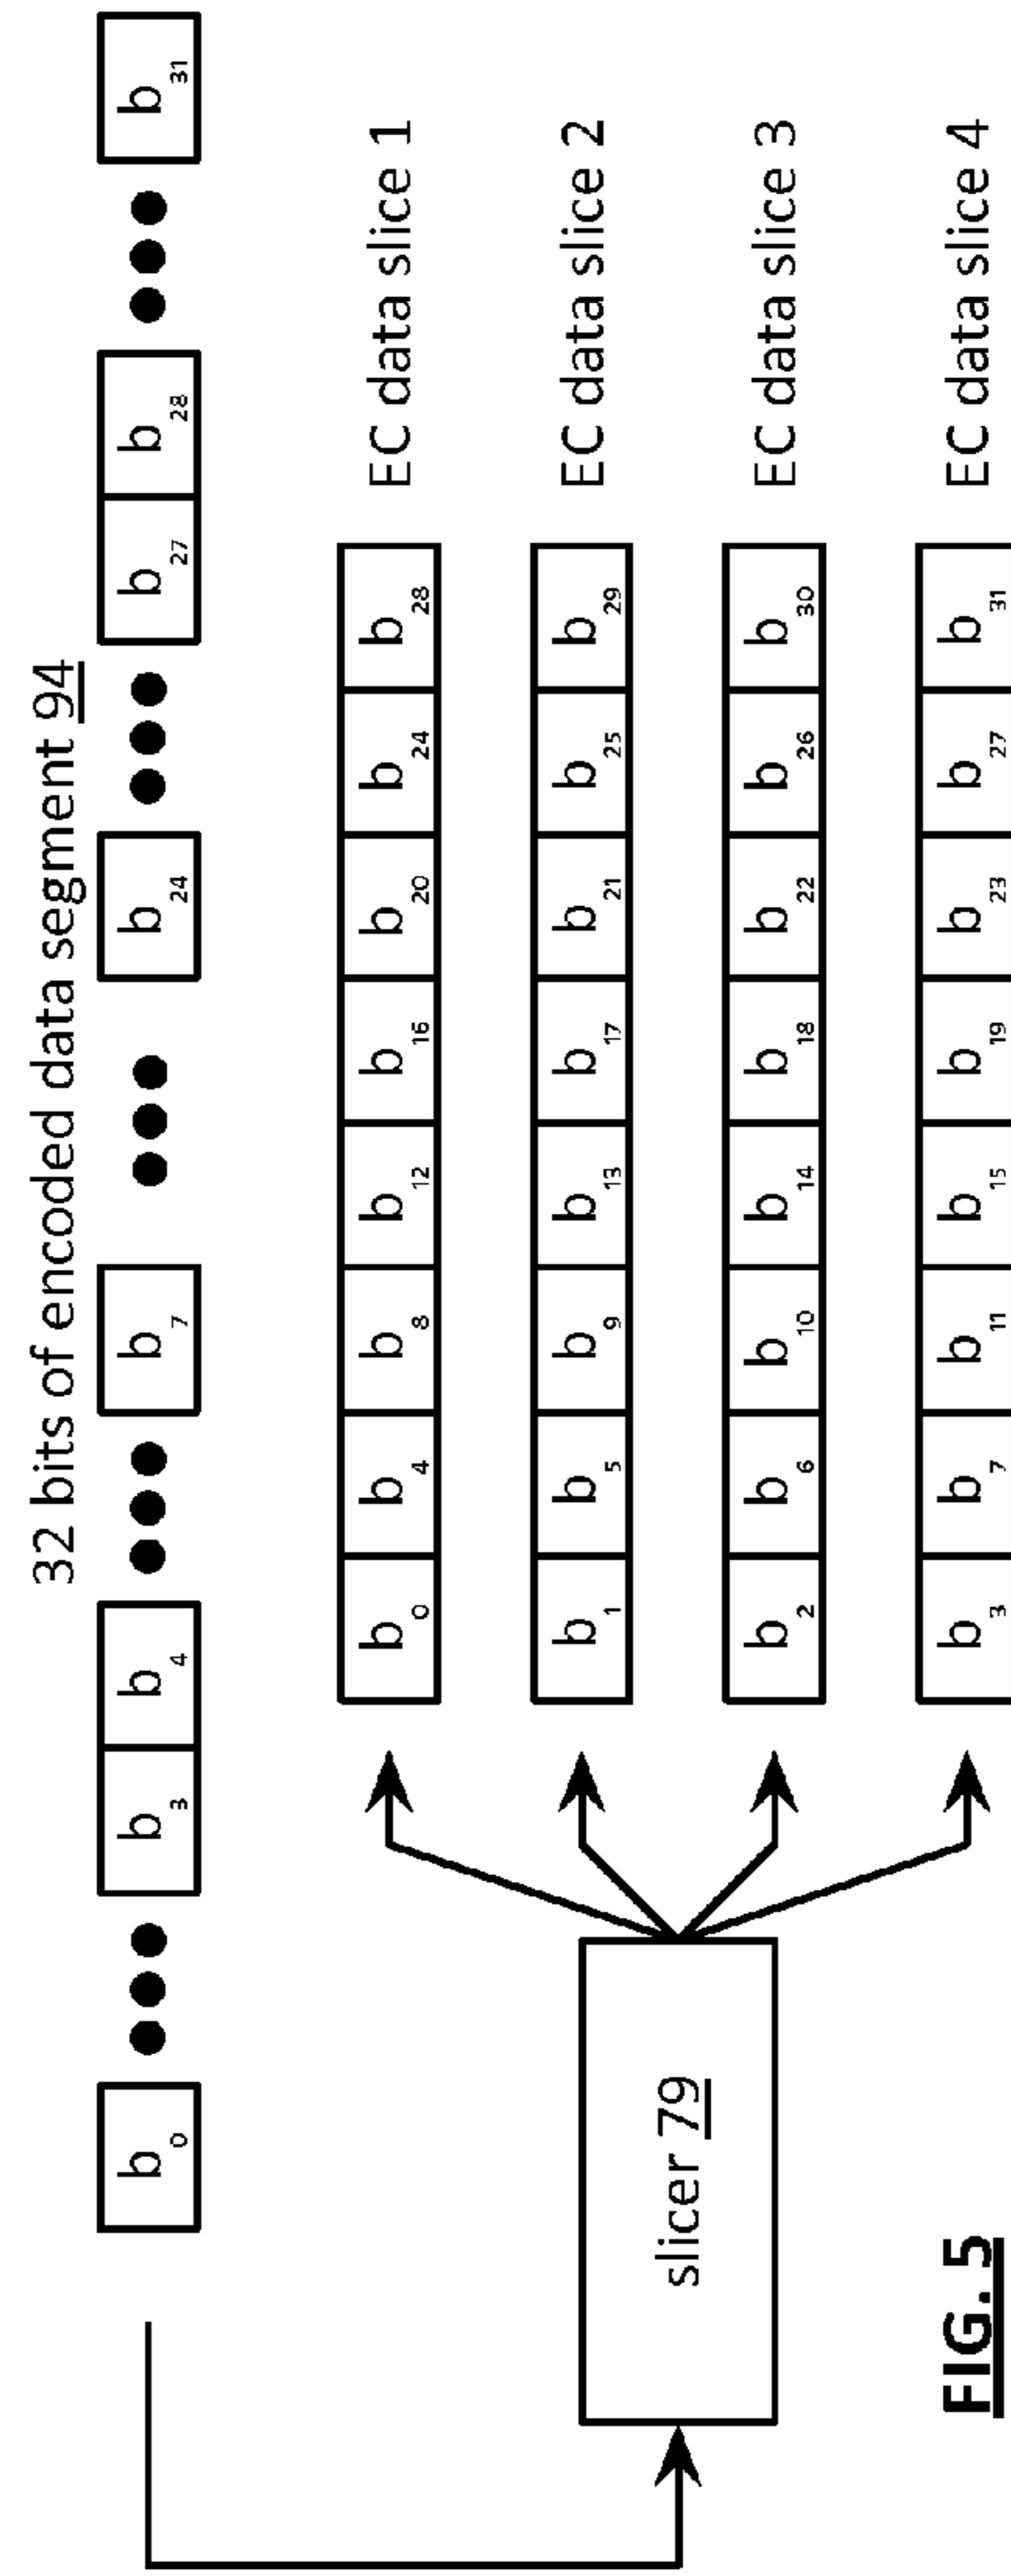 32 bits of encoded data segment 94
b0 ••• b3 b4 ••• b7 ••• b24 ••• b27 b28 ••• b31
b0 b4 b8 b12 b16 b20 b24 b28 EC data slice 1
b1 b5 b9 b13 b17 b21 b25 b29 EC data slice 2
slicer 79
b2 b6 b10 b14 b18 b22 b26 b30 EC data slice 3
b3 b7 b11 b15 b19 b23 b27 b31 EC data slice 4
FIG. 5